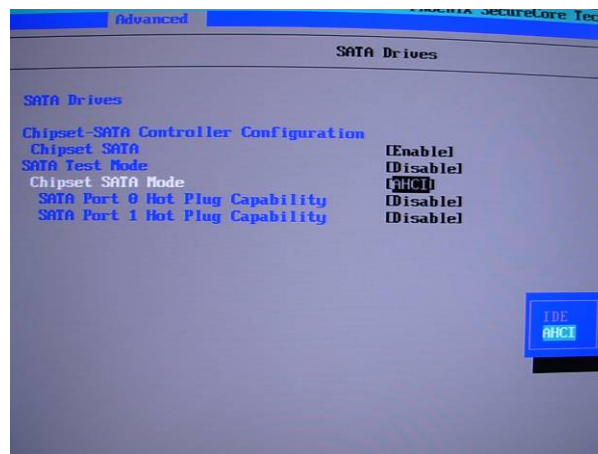 Phoenix SecureCore Tec
Advanced
SATA Drives
SATA Drives
Chipset-SATA Controller Configuration
Chipset SATA [Enable]
SATA Test Mode [Disable]
Chipset SATA Mode [AHCI]
SATA Port 0 Hot Plug Capability [Disable]
SATA Port 1 Hot Plug Capability [Disable]
IDE
AHCI